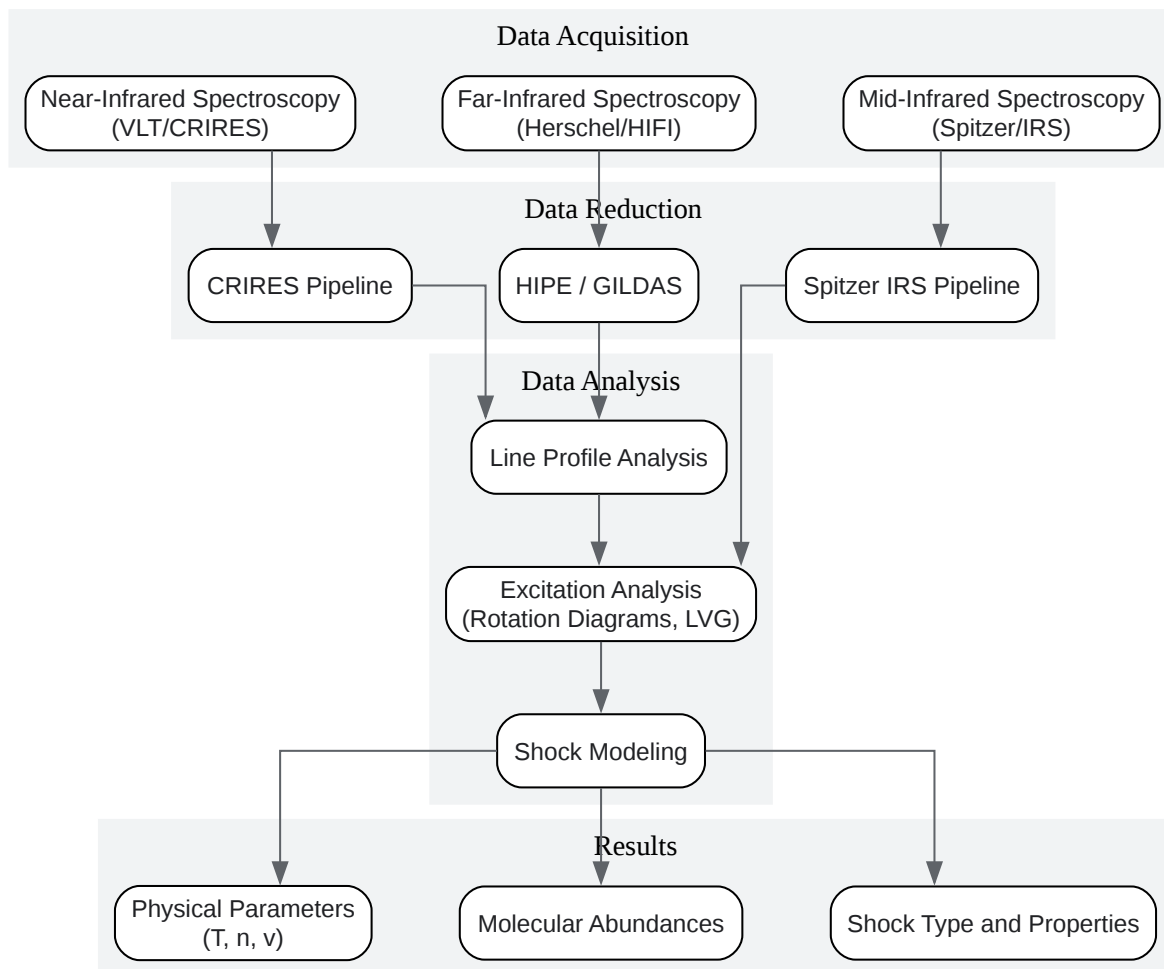 Data Acquisition
Near-Infrared Spectroscopy
(VLT/CRIRES)
Far-Infrared Spectroscopy
(Herschel/HIFI)
Mid-Infrared Spectroscopy
(Spitzer/IRS)
Data Reduction
CRIRES Pipeline
HIPE / GILDAS
Spitzer IRS Pipeline
Data Analysis
Line Profile Analysis
Excitation Analysis
(Rotation Diagrams, LVG)
Shock Modeling
Results
Physical Parameters
(T, n, v)
Molecular Abundances
Shock Type and Properties